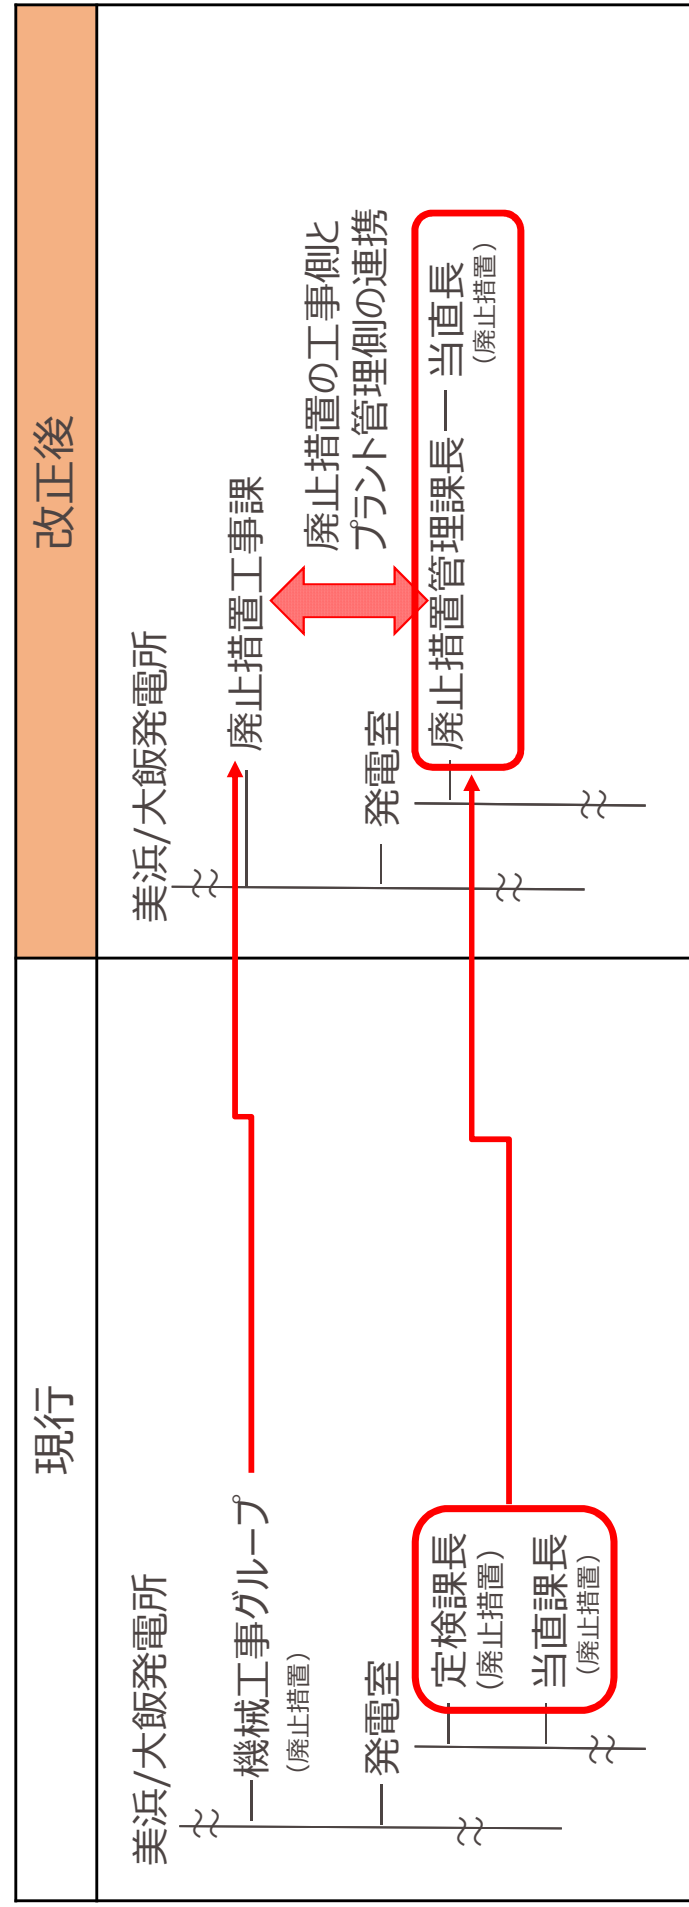 現行
改正後
美浜/大飯発電所
機械工事グループ
(廃止措置)
発電室
定検課長
(廃止措置)
当直課長
(廃止措置)
美浜/大飯発電所
廃止措置工事課
廃止措置の工事側と
プラント管理側の連携
発電室
廃止措置管理課長 ー 当直長
(廃止措置)